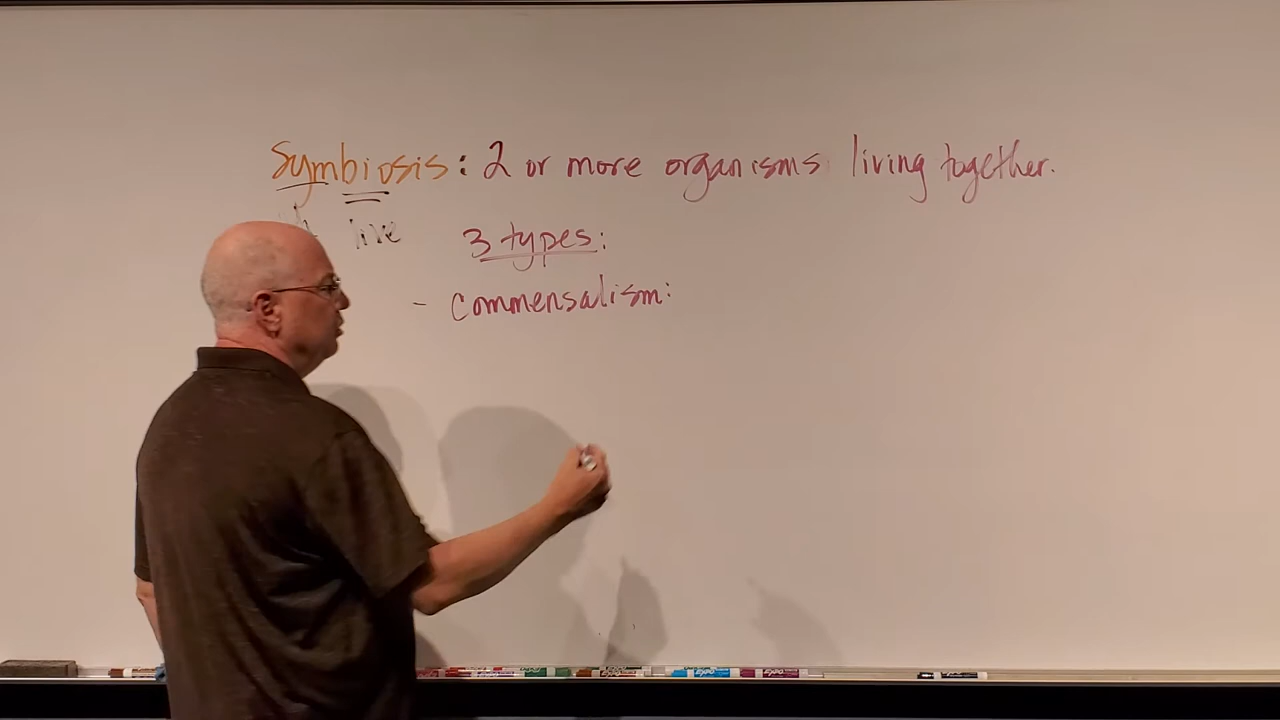 Symbiosis: 2 or more organisms living together.
live
3 types:
- Commensalism: